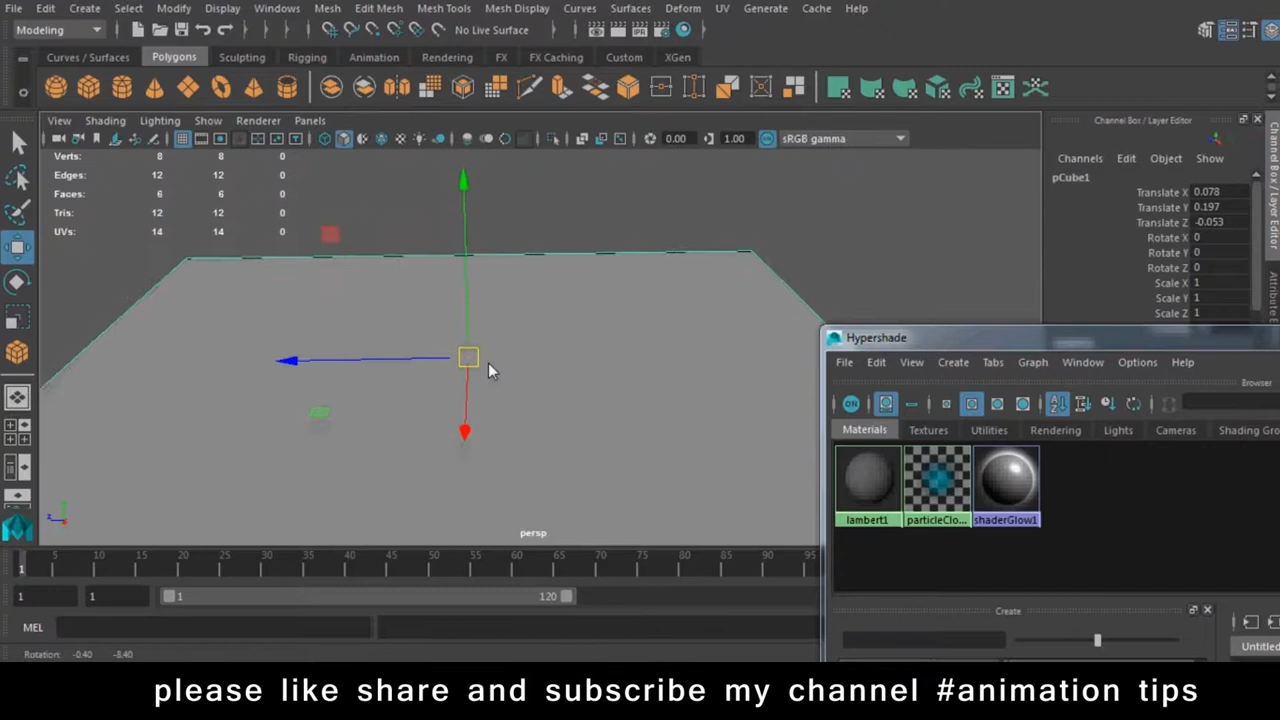 File Edit Create Select Modify Display Windows Mesh Edit Mesh Mesh Tools Mesh Display Curves Surfaces Deform UV Generate Cache Help
Modeling No Live Surface
Curves / Surfaces Polygons Sculpting Rigging Animation Rendering FX FX Caching Custom XGen
View Shading Lighting Show Renderer Panels
0.00 1.00 sRGB gamma
Verts: 8 8 0
Edges: 12 12 0
Faces: 6 6 0
Tris: 12 12 0
UVs: 14 14 0
persp
Channel Box / Layer Editor
Channels Edit Object Show
pCube1
Translate X 0.078
Translate Y 0.197
Translate Z -0.053
Rotate X 0
Rotate Y 0
Rotate Z 0
Scale X 1
Scale Y 1
Scale Z 1
Channel Box / Layer Editor
Attribute E
Hypershade
File Edit View Create Tabs Graph Window Options Help
Browser
Materials Textures Utilities Rendering Lights Cameras Shading Gro
lambert1 particleClo... shaderGlow1
Create
Untitled
5 10 15 20 25 30 35 40 45 50 55 60 65 70 75 80 85 90 95
1
1 1 1 120
MEL
Rotation: -0.40 -8.40
please like share and subscribe my channel #animation tips